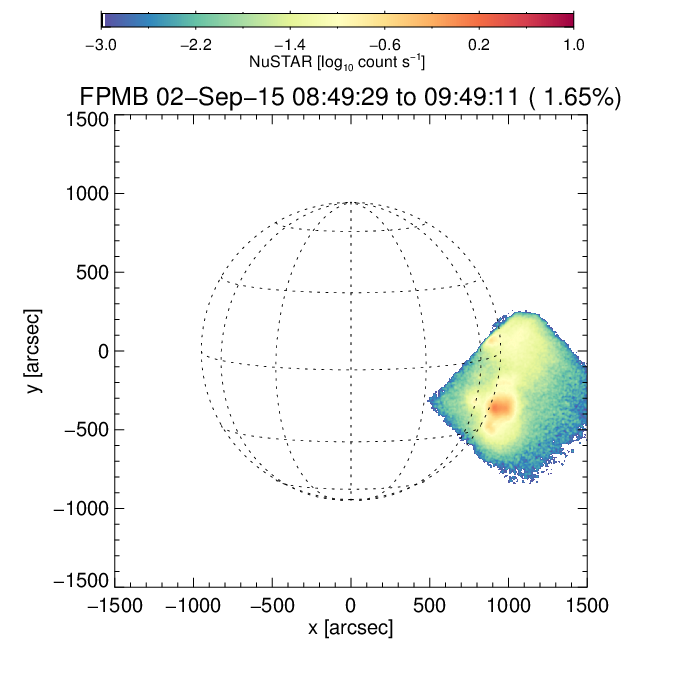 −3.0 −2.2 −1.4 −0.6 0.2 1.0
NuSTAR [log₁₀ count s⁻¹]
FPMB 02−Sep−15 08:49:29 to 09:49:11 ( 1.65%)
1500
1000
500
0
−500
−1000
−1500
y [arcsec]
−1500 −1000 −500 0 500 1000 1500
x [arcsec]